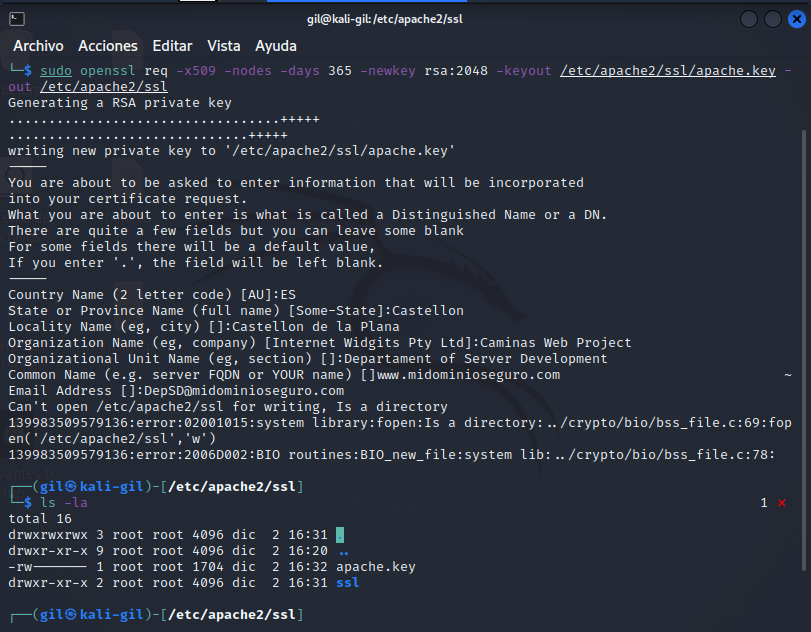 gil@kali-gil:/etc/apache2/ssl
Archivo Acciones Editar Vista Ayuda
└─$ sudo openssl req -x509 -nodes -days 365 -newkey rsa:2048 -keyout /etc/apache2/ssl/apache.key -
out /etc/apache2/ssl
Generating a RSA private key
..................................+++++
..............................+++++
writing new private key to '/etc/apache2/ssl/apache.key'
-----
You are about to be asked to enter information that will be incorporated
into your certificate request.
What you are about to enter is what is called a Distinguished Name or a DN.
There are quite a few fields but you can leave some blank
For some fields there will be a default value,
If you enter '.', the field will be left blank.
-----
Country Name (2 letter code) [AU]:ES
State or Province Name (full name) [Some-State]:Castellon
Locality Name (eg, city) []:Castellon de la Plana
Organization Name (eg, company) [Internet Widgits Pty Ltd]:Caminas Web Project
Organizational Unit Name (eg, section) []:Departament of Server Development
Common Name (e.g. server FQDN or YOUR name) []www.midominioseguro.com ~
Email Address []:DepSD@midominioseguro.com
Can't open /etc/apache2/ssl for writing, Is a directory
139983509579136:error:02001015:system library:fopen:Is a directory:../crypto/bio/bss_file.c:69:fop
en('/etc/apache2/ssl','w')
139983509579136:error:2006D002:BIO routines:BIO_new_file:system lib:../crypto/bio/bss_file.c:78:
┌──(gil㉿kali-gil)-[/etc/apache2/ssl]
└─$ ls -la 1 ⨯
total 16
drwxrwxrwx 3 root root 4096 dic 2 16:31 .
drwxr-xr-x 9 root root 4096 dic 2 16:20 ..
-rw------- 1 root root 1704 dic 2 16:32 apache.key
drwxr-xr-x 2 root root 4096 dic 2 16:31 ssl
┌──(gil㉿kali-gil)-[/etc/apache2/ssl]